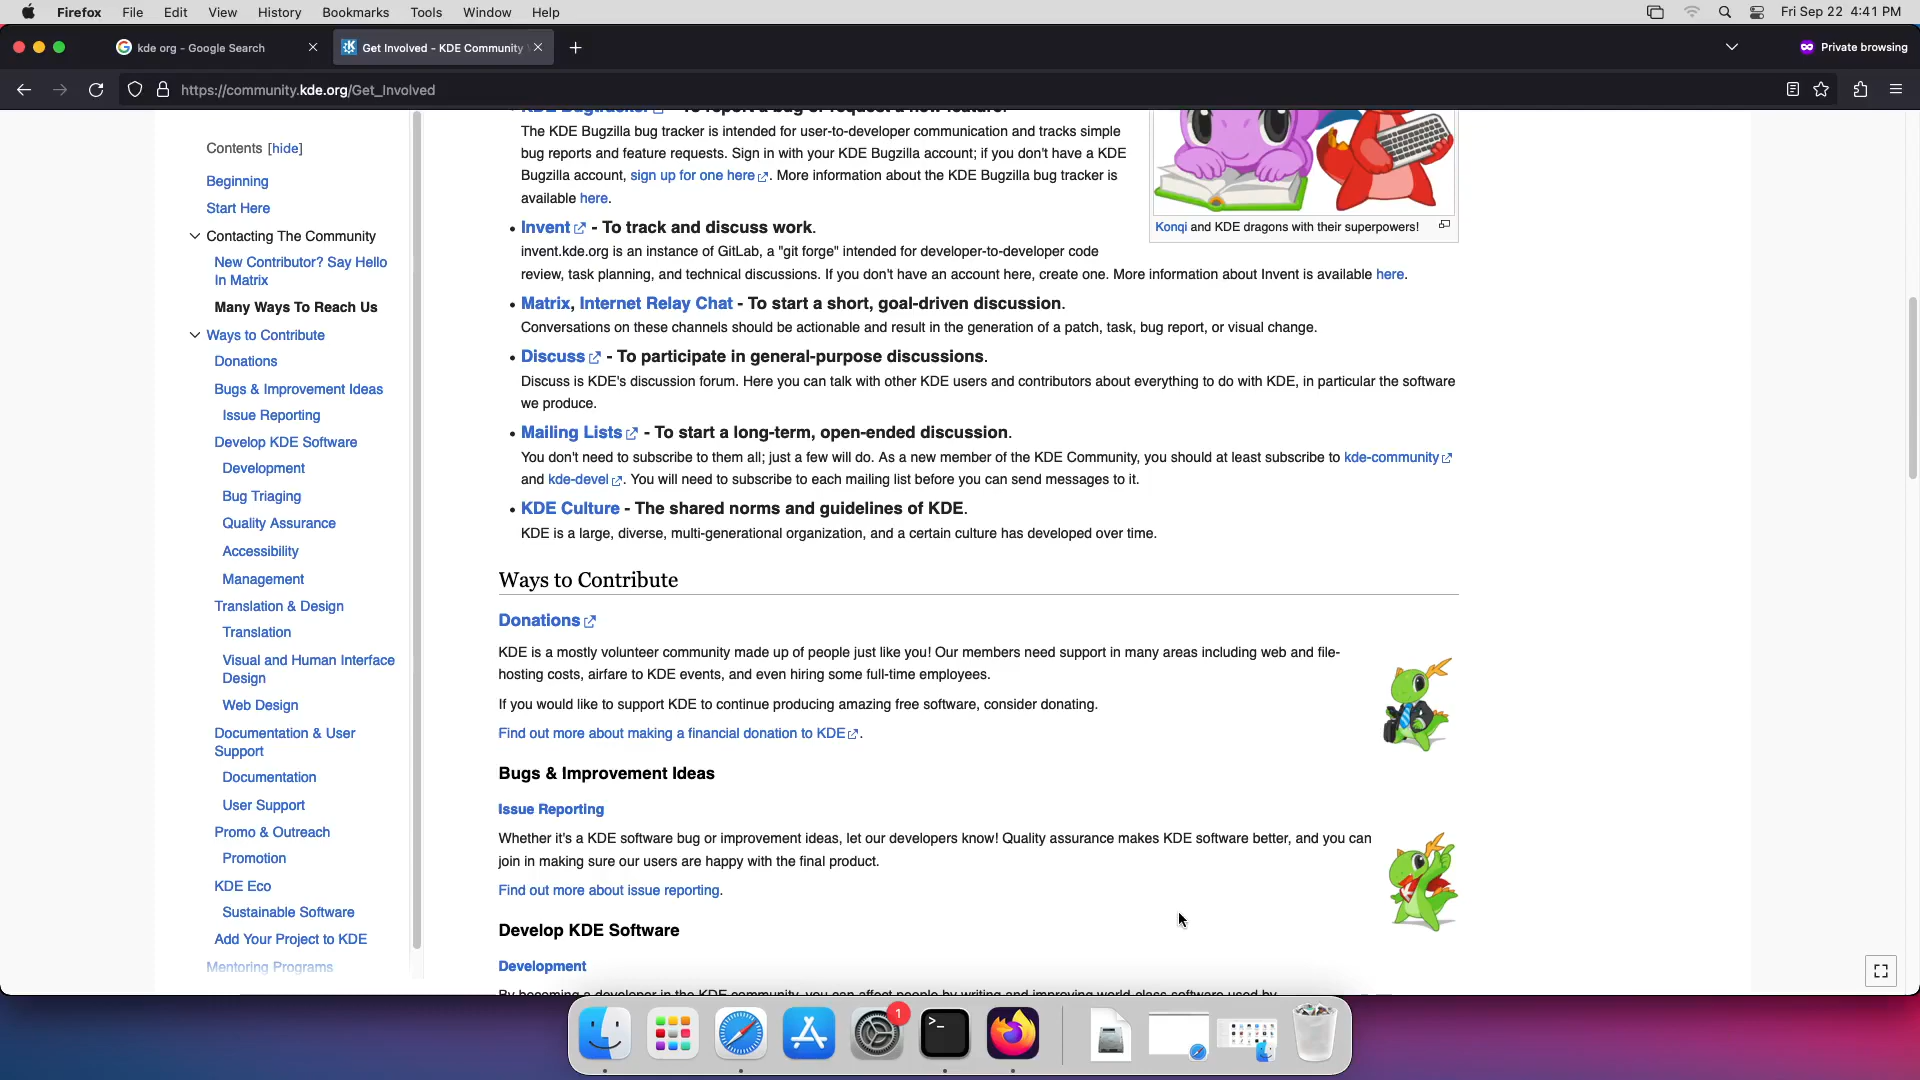 Firefox File Edit View History Bookmarks Tools Window Help Fri Sep 22 4:41 PM
kde org - Google Search Get Involved - KDE Community Private browsing
https://community.kde.org/Get_Involved
Contents [hide]
Beginning
Start Here
Contacting The Community
New Contributor? Say Hello
In Matrix
Many Ways To Reach Us
Ways to Contribute
Donations
Bugs & Improvement Ideas
Issue Reporting
Develop KDE Software
Development
Bug Triaging
Quality Assurance
Accessibility
Management
Translation & Design
Translation
Visual and Human Interface
Design
Web Design
Documentation & User
Support
Documentation
User Support
Promo & Outreach
Promotion
KDE Eco
Sustainable Software
Add Your Project to KDE
Mentoring Programs
KDE Bugtracker - To report a bug or request a new feature.
The KDE Bugzilla bug tracker is intended for user-to-developer communication and tracks simple
bug reports and feature requests. Sign in with your KDE Bugzilla account; if you don't have a KDE
Bugzilla account, sign up for one here. More information about the KDE Bugzilla bug tracker is
available here.
Konqi and KDE dragons with their superpowers!
• Invent - To track and discuss work.
invent.kde.org is an instance of GitLab, a "git forge" intended for developer-to-developer code
review, task planning, and technical discussions. If you don't have an account here, create one. More information about Invent is available here.
• Matrix, Internet Relay Chat - To start a short, goal-driven discussion.
Conversations on these channels should be actionable and result in the generation of a patch, task, bug report, or visual change.
• Discuss - To participate in general-purpose discussions.
Discuss is KDE's discussion forum. Here you can talk with other KDE users and contributors about everything to do with KDE, in particular the software
we produce.
• Mailing Lists - To start a long-term, open-ended discussion.
You don't need to subscribe to them all; just a few will do. As a new member of the KDE Community, you should at least subscribe to kde-community
and kde-devel. You will need to subscribe to each mailing list before you can send messages to it.
• KDE Culture - The shared norms and guidelines of KDE.
KDE is a large, diverse, multi-generational organization, and a certain culture has developed over time.
Ways to Contribute
Donations
KDE is a mostly volunteer community made up of people just like you! Our members need support in many areas including web and file-
hosting costs, airfare to KDE events, and even hiring some full-time employees.
If you would like to support KDE to continue producing amazing free software, consider donating.
Find out more about making a financial donation to KDE.
Bugs & Improvement Ideas
Issue Reporting
Whether it's a KDE software bug or improvement ideas, let our developers know! Quality assurance makes KDE software better, and you can
join in making sure our users are happy with the final product.
Find out more about issue reporting.
Develop KDE Software
Development
By becoming a developer in the KDE community, you can affect people by writing and improving world-class software used by
1